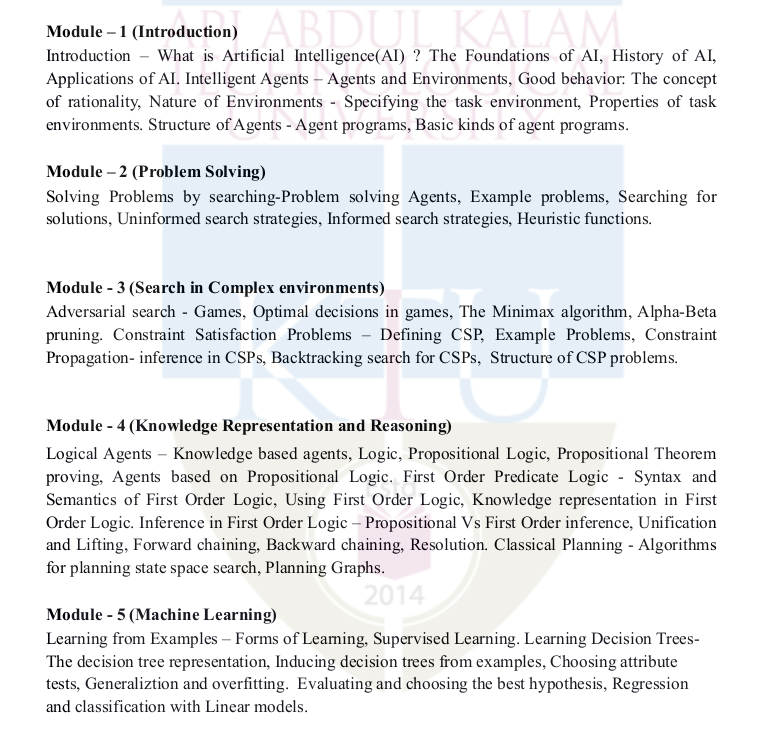 API ABDUL KALAM
TECHNOLOGICAL
UNIVERSITY
Module – 1 (Introduction)
Introduction – What is Artificial Intelligence(AI) ? The Foundations of AI, History of AI,
Applications of AI. Intelligent Agents – Agents and Environments, Good behavior: The concept
of rationality, Nature of Environments - Specifying the task environment, Properties of task
environments. Structure of Agents - Agent programs, Basic kinds of agent programs.
Module – 2 (Problem Solving)
Solving Problems by searching-Problem solving Agents, Example problems, Searching for
solutions, Uninformed search strategies, Informed search strategies, Heuristic functions.
Module - 3 (Search in Complex environments)
Adversarial search - Games, Optimal decisions in games, The Minimax algorithm, Alpha-Beta
pruning. Constraint Satisfaction Problems – Defining CSP, Example Problems, Constraint
Propagation- inference in CSPs, Backtracking search for CSPs, Structure of CSP problems.
KTU
Module - 4 (Knowledge Representation and Reasoning)
Logical Agents – Knowledge based agents, Logic, Propositional Logic, Propositional Theorem
proving, Agents based on Propositional Logic. First Order Predicate Logic - Syntax and
Semantics of First Order Logic, Using First Order Logic, Knowledge representation in First
Order Logic. Inference in First Order Logic – Propositional Vs First Order inference, Unification
and Lifting, Forward chaining, Backward chaining, Resolution. Classical Planning - Algorithms
for planning state space search, Planning Graphs.
Estd.
2014
Module - 5 (Machine Learning)
Learning from Examples – Forms of Learning, Supervised Learning. Learning Decision Trees-
The decision tree representation, Inducing decision trees from examples, Choosing attribute
tests, Generaliztion and overfitting. Evaluating and choosing the best hypothesis, Regression
and classification with Linear models.